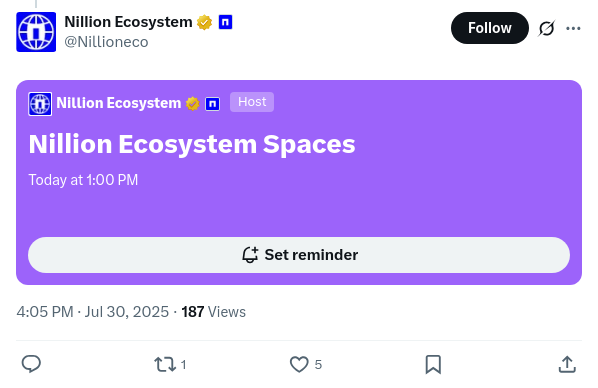 Nillion Ecosystem
@Nillioneco
Follow
Nillion Ecosystem Host
Nillion Ecosystem Spaces
Today at 1:00 PM
Set reminder
4:05 PM · Jul 30, 2025 · 187 Views
1
5